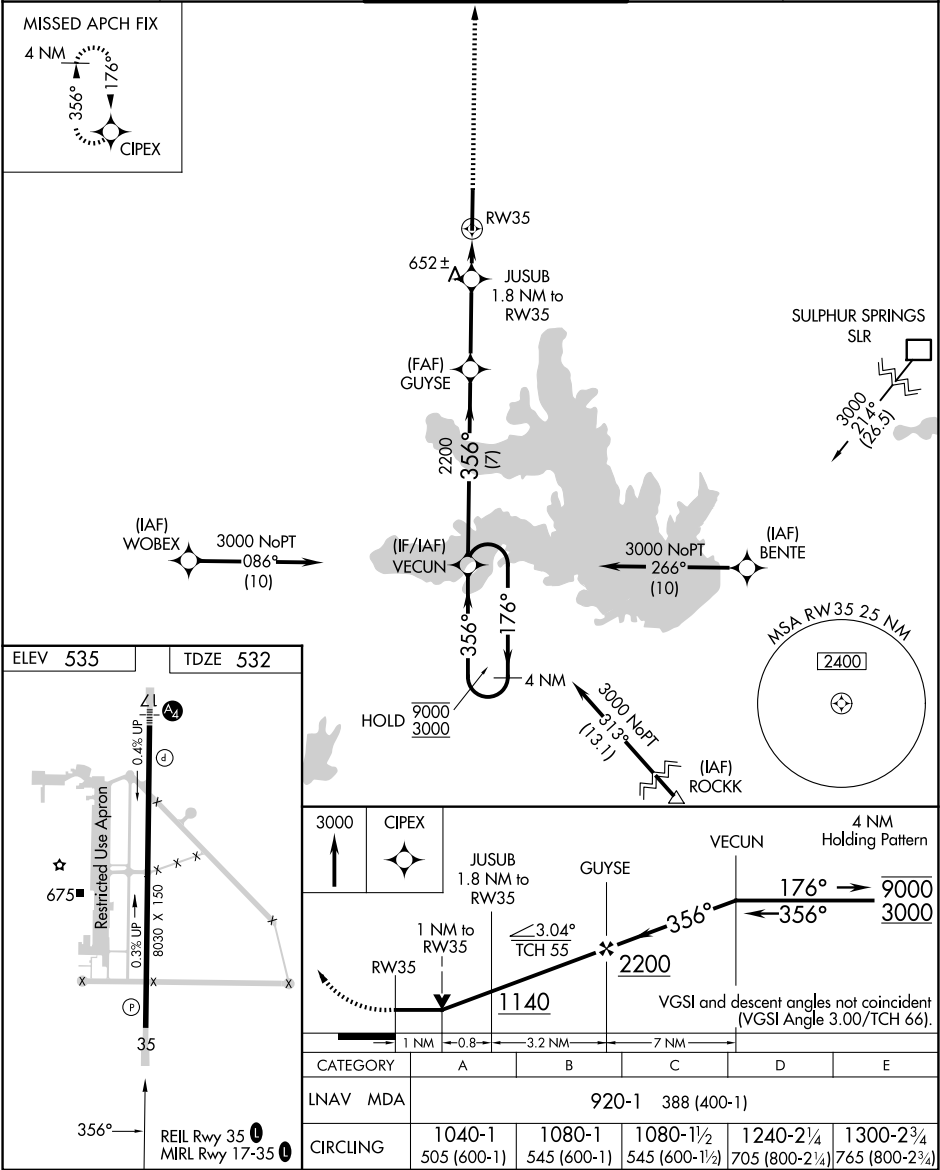 MISSED APCH FIX
4 NM
356°
176°
CIPEX
RW35
652±
JUSUB
1.8 NM to
RW35
SULPHUR SPRINGS
SLR
3000
214°
(26.5)
(FAF)
GUYSE
2200
356°
(7)
(IAF)
WOBEX
3000 NoPT
086°
(10)
(IF/IAF)
VECUN
3000 NoPT
266°
(10)
(IAF)
BENTE
356°
176°
4 NM
HOLD
9000
3000
3000 NoPT
313°
(13.1)
(IAF)
ROCKK
MSA RW35 25 NM
2400
ELEV 535
TDZE 532
17
A4
0.4% UP
P
Restricted Use Apron
675
0.3% UP
8030 X 150
X
X
X
X
X
X
X
X
P
35
356°
REIL Rwy 35 L
MIRL Rwy 17-35 L
3000
CIPEX
JUSUB
1.8 NM to
RW35
GUYSE
VECUN
4 NM
Holding Pattern
176°
356°
9000
3000
356°
3.04°
TCH 55
1 NM to
RW35
RW35
2200
1140
VGSI and descent angles not coincident
(VGSI Angle 3.00/TCH 66).
1 NM
0.8
3.2 NM
7 NM
CATEGORY A B C D E
LNAV MDA 920-1 388 (400-1)
CIRCLING 1040-1 1080-1 1080-1½ 1240-2¼ 1300-2¾
505 (600-1) 545 (600-1) 545 (600-1½) 705 (800-2¼) 765 (800-2¾)